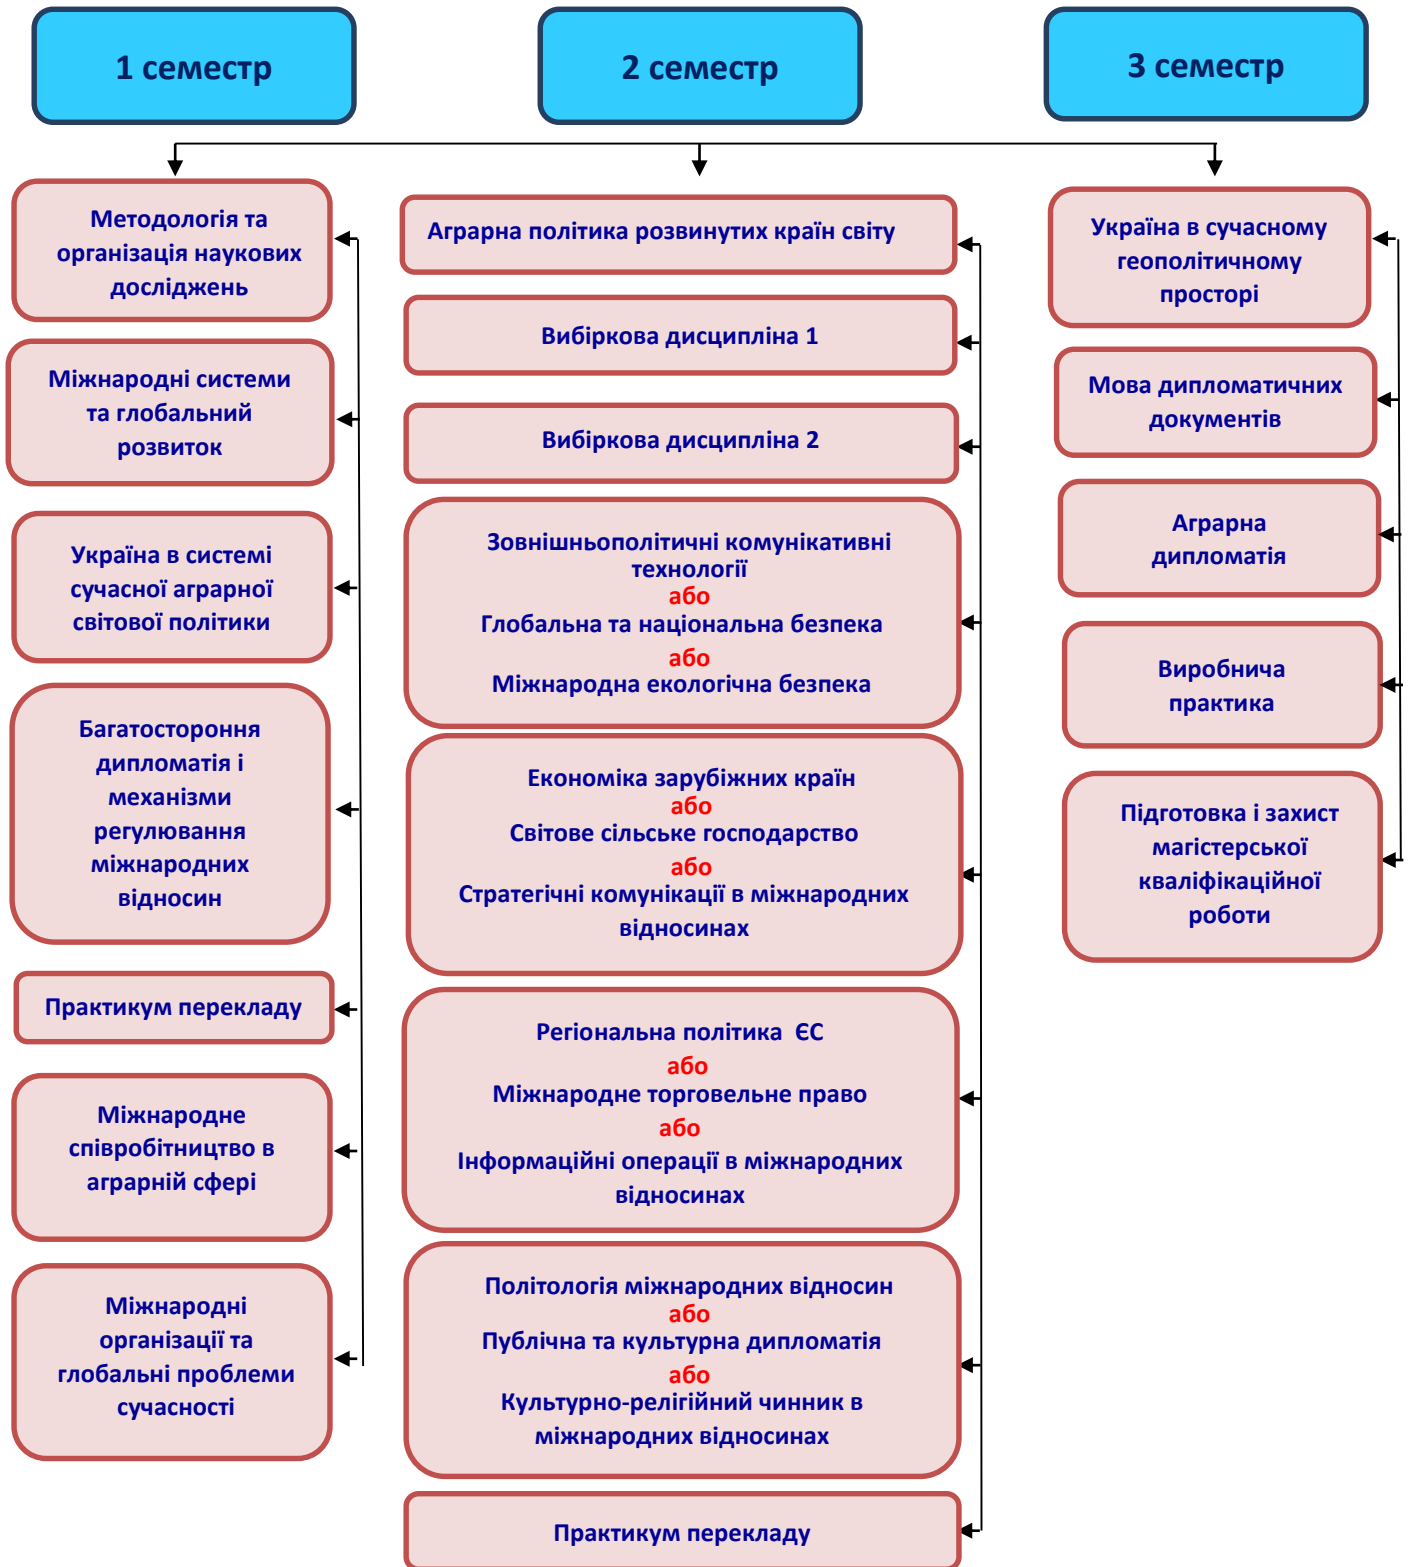 1 семестр
2 семестр
3 семестр
Методологія та
організація наукових
досліджень
Міжнародні системи
та глобальний
розвиток
Україна в системі
сучасної аграрної
світової політики
Багатостороння
дипломатія і
механізми
регулювання
міжнародних
відносин
Практикум перекладу
Міжнародне
співробітництво в
аграрній сфері
Міжнародні
організації та
глобальні проблеми
сучасності
Аграрна політика розвинутих країн світу
Вибіркова дисципліна 1
Вибіркова дисципліна 2
Зовнішньополітичні комунікативні
технології
або
Глобальна та національна безпека
або
Міжнародна екологічна безпека
Економіка зарубіжних країн
або
Світове сільське господарство
або
Стратегічні комунікації в міжнародних
відносинах
Регіональна політика ЄС
або
Міжнародне торговельне право
або
Інформаційні операції в міжнародних
відносинах
Політологія міжнародних відносин
або
Публічна та культурна дипломатія
або
Культурно-релігійний чинник в
міжнародних відносинах
Практикум перекладу
Україна в сучасному
геополітичному
просторі
Мова дипломатичних
документів
Аграрна
дипломатія
Виробнича
практика
Підготовка і захист
магістерської
кваліфікаційної
роботи